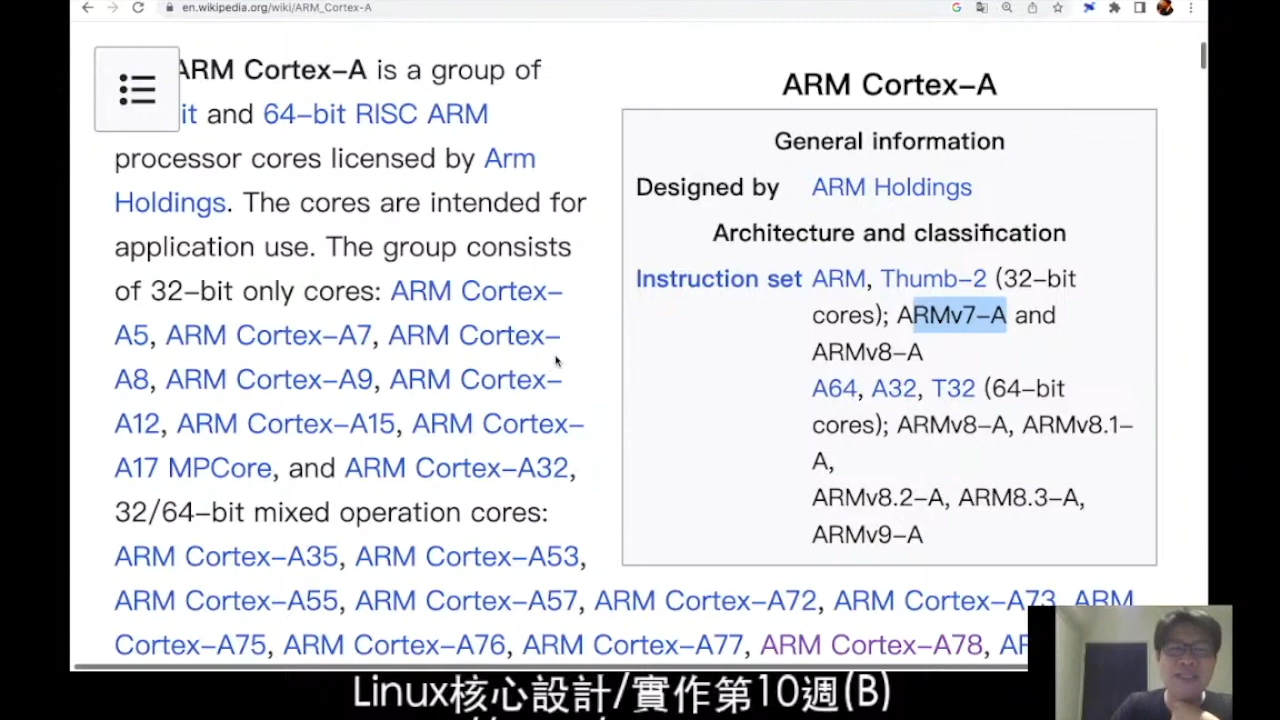 en.wikipedia.org/wiki/ARM_Cortex-A
ARM Cortex-A is a group of
it and 64-bit RISC ARM
processor cores licensed by Arm
Holdings. The cores are intended for
application use. The group consists
of 32-bit only cores: ARM Cortex-
A5, ARM Cortex-A7, ARM Cortex-
A8, ARM Cortex-A9, ARM Cortex-
A12, ARM Cortex-A15, ARM Cortex-
A17 MPCore, and ARM Cortex-A32,
32/64-bit mixed operation cores:
ARM Cortex-A35, ARM Cortex-A53,
ARM Cortex-A55, ARM Cortex-A57, ARM Cortex-A72, ARM Cortex-A73, ARM
Cortex-A75, ARM Cortex-A76, ARM Cortex-A77, ARM Cortex-A78,
ARM Cortex-A
General information
Designed by ARM Holdings
Architecture and classification
Instruction set ARM, Thumb-2 (32-bit
cores); ARMv7-A and
ARMv8-A
A64, A32, T32 (64-bit
cores); ARMv8-A, ARMv8.1-
A,
ARMv8.2-A, ARM8.3-A,
ARMv9-A
Linux核心設計/實作第10週(B)